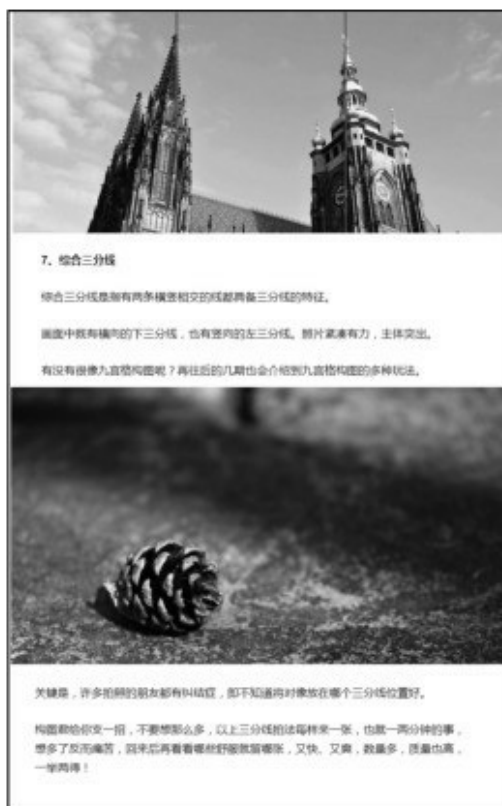 7、综合三分线
综合三分线是指有两条横竖相交的线都具备三分线的特征。
画面中既有横向的下三分线，也有竖向的左三分线。照片紧凑有力，主体突出。
有没有很像九宫格构图呢？再往后的几期也会介绍到九宫格构图的多种玩法。
关键是，许多拍照的朋友都有纠结症，即不知道将对像放在哪个三分线位置好。
构图君给你支一招，不要想那么多，以上三分线拍法每样来一张，也就一两分钟的事，
想多了反而痛苦，回来后再看看哪些舒服就留哪张，又快、又爽，数量多，质量也高，
一举两得！